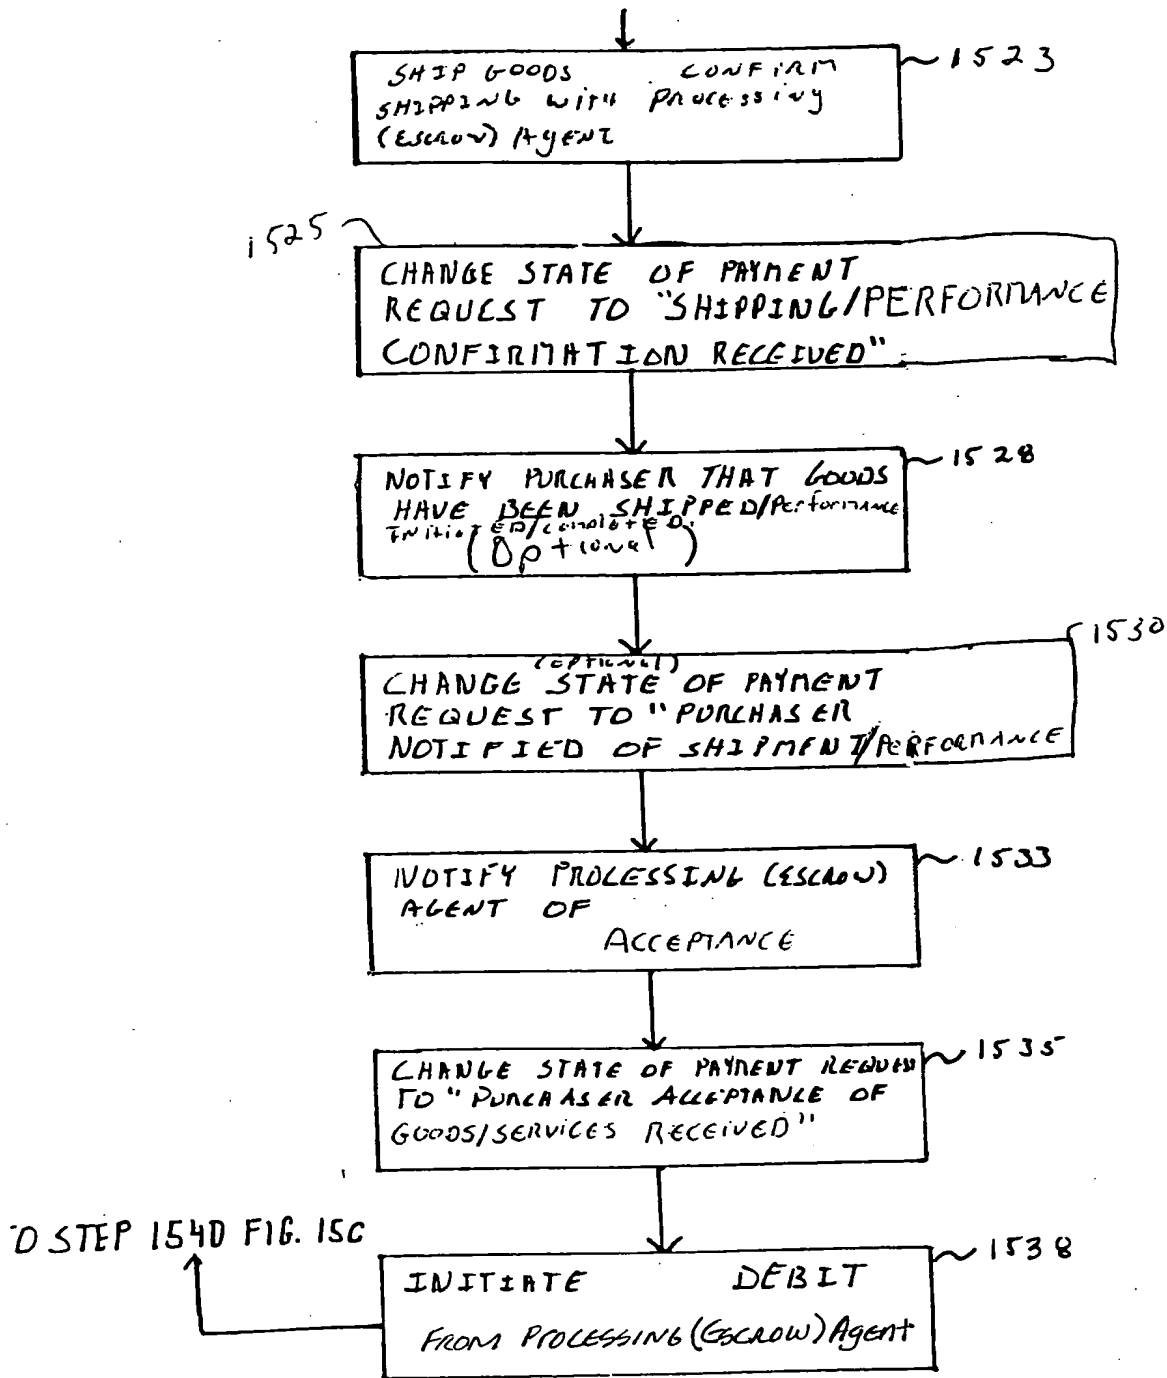 SHIP GOODS CONFIRM
SHIPPING WITH PROCESSING
(ESCROW) AGENT
1523
1525
CHANGE STATE OF PAYMENT
REQUEST TO "SHIPPING/PERFORMANCE
CONFIRMATION RECEIVED"
1528
NOTIFY PURCHASER THAT GOODS
HAVE BEEN SHIPPED/Performance
Initiated/completed.
(Optional)
1530
(OPTIONAL)
CHANGE STATE OF PAYMENT
REQUEST TO "PURCHASER
NOTIFIED OF SHIPMENT/PERFORMANCE
1533
NOTIFY PROCESSING (ESCROW)
AGENT OF
ACCEPTANCE
1535
CHANGE STATE OF PAYMENT REQUES
TO "PURCHASER ACCEPTANCE OF
GOODS/SERVICES RECEIVED"
O STEP 1540 FIG. 15C
1538
INITIATE DEBIT
FROM PROCESSING (ESCROW) Agent